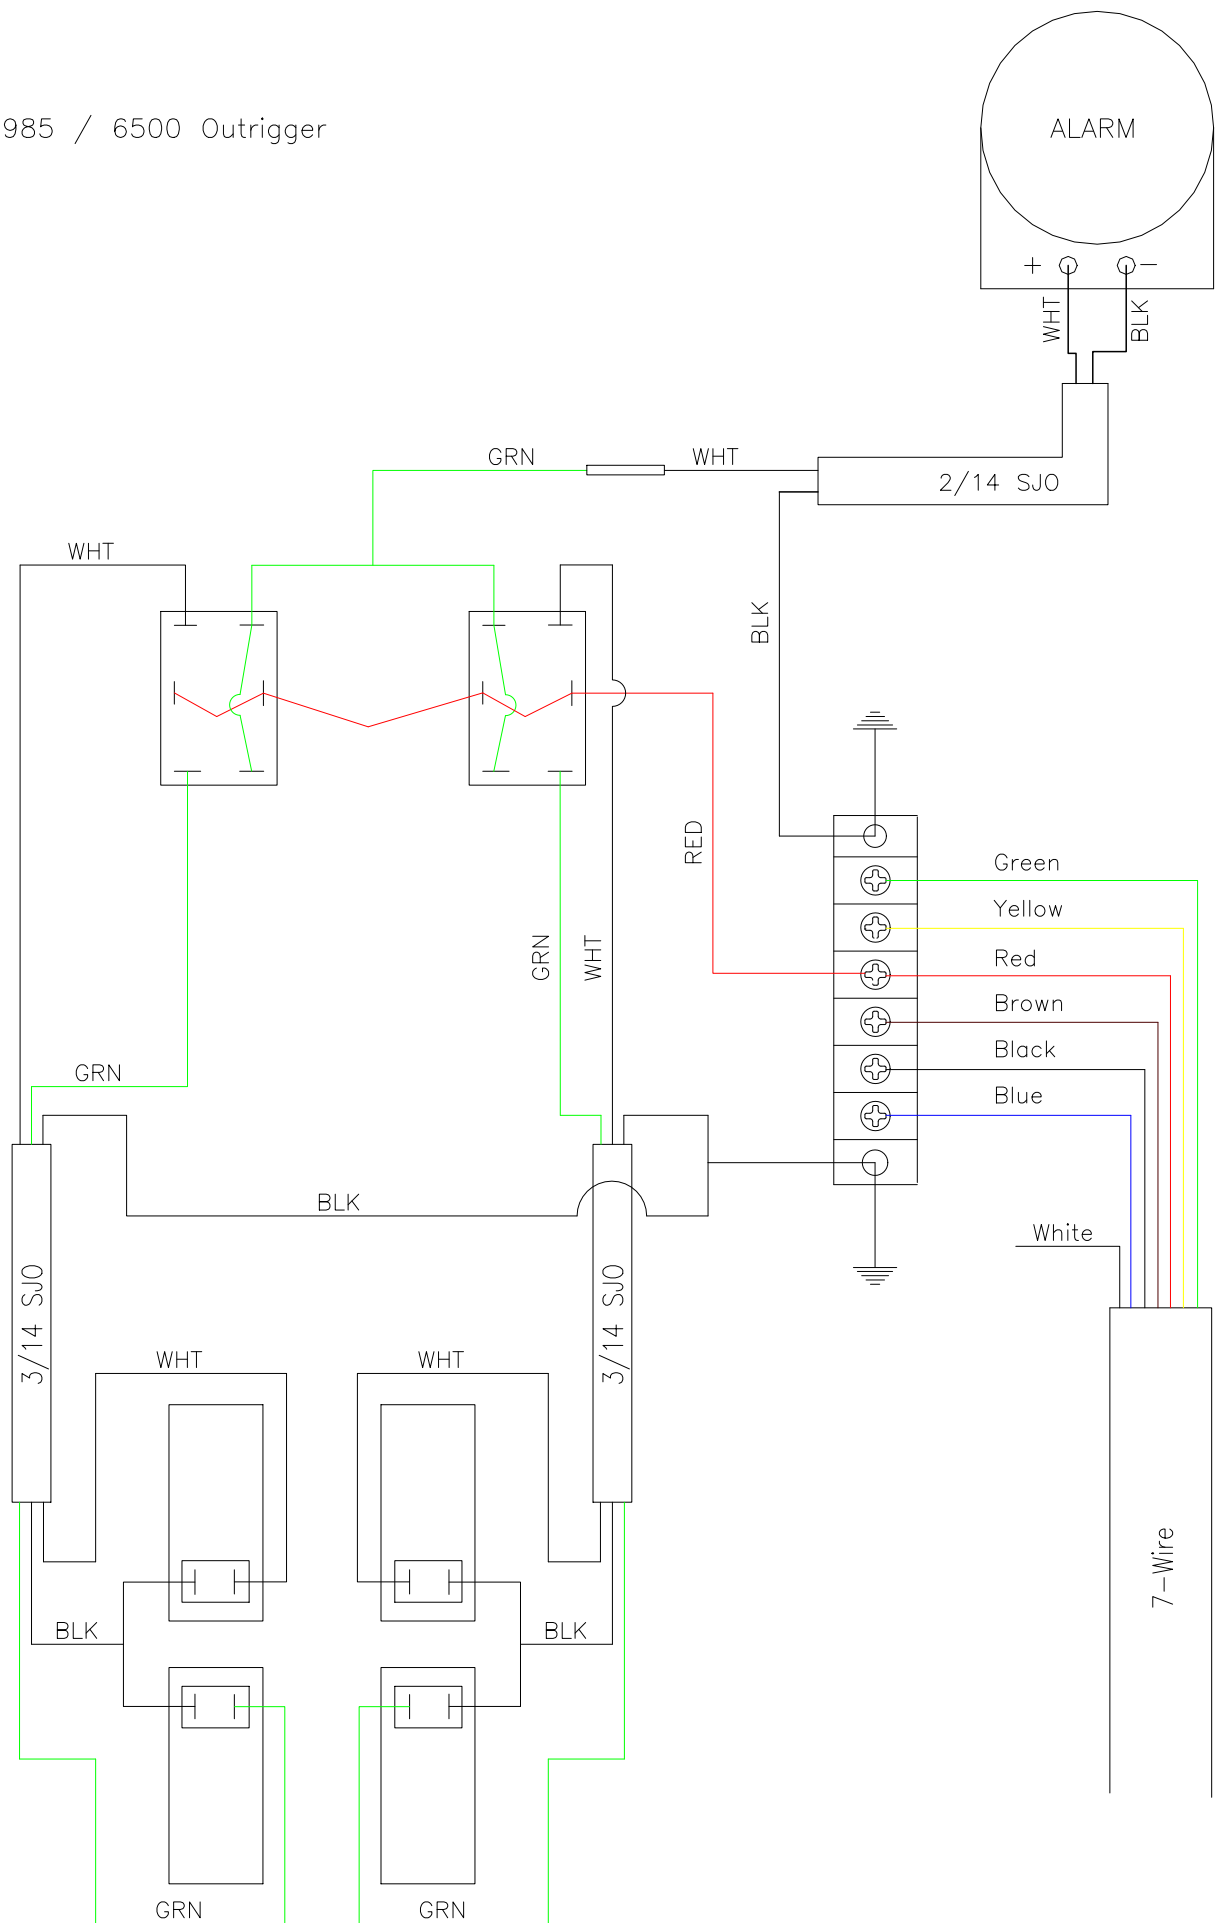 ALARM
985 / 6500 Outrigger
+ −
WHT
BLK
GRN
WHT
2/14 SJO
WHT
BLK
RED
Green
Yellow
GRN
WHT
Red
Brown
Black
GRN
Blue
BLK
White
3/14 SJO
3/14 SJO
WHT
WHT
7-Wire
BLK
BLK
GRN
GRN